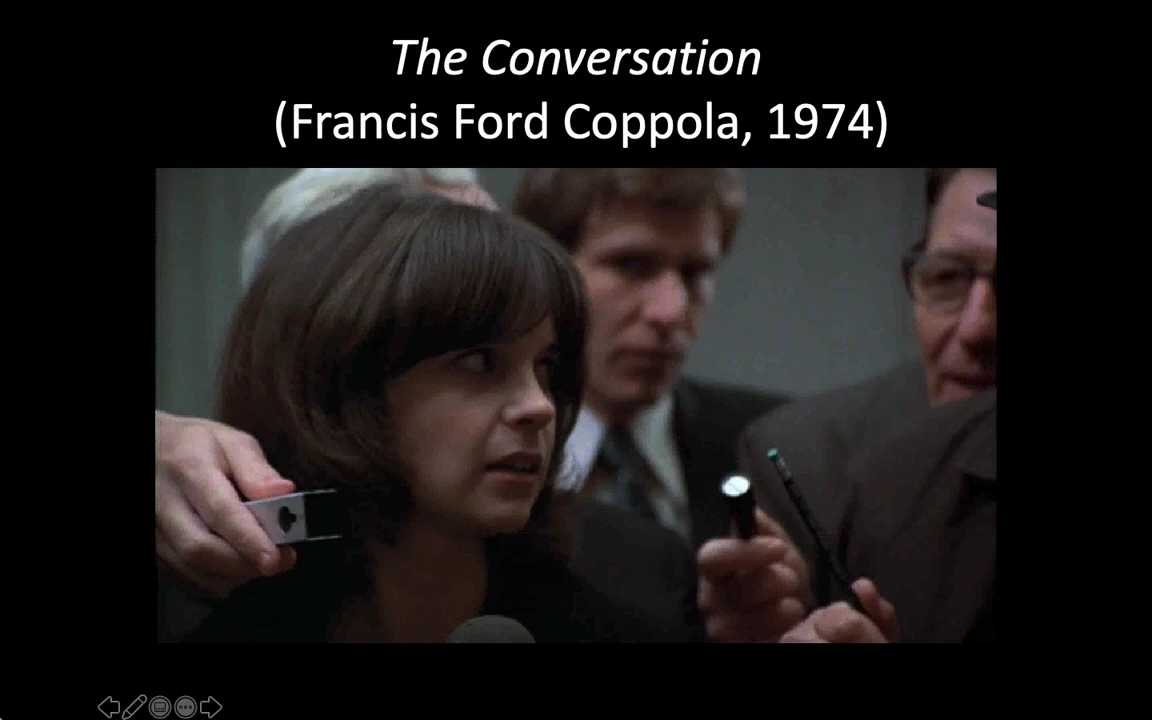 The Conversation
(Francis Ford Coppola, 1974)